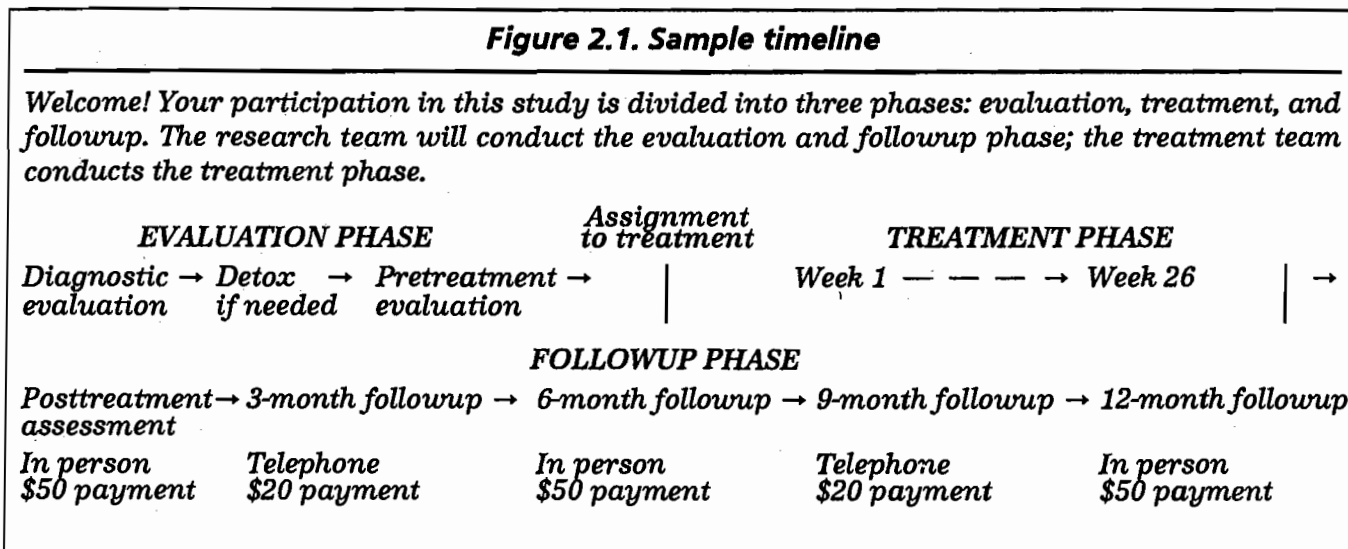 Figure 2.1. Sample timeline
Welcome! Your participation in this study is divided into three phases: evaluation, treatment, and
followup. The research team will conduct the evaluation and followup phase; the treatment team
conducts the treatment phase.
Assignment
EVALUATION PHASE to treatment TREATMENT PHASE
Diagnostic → Detox → Pretreatment → | Week 1 — — — → Week 26 | →
evaluation if needed evaluation
FOLLOWUP PHASE
Posttreatment → 3-month followup → 6-month followup → 9-month followup → 12-month followup
assessment
In person Telephone In person Telephone In person
$50 payment $20 payment $50 payment $20 payment $50 payment